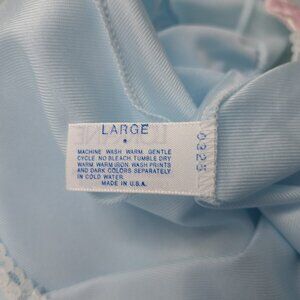 LARGE
MACHINE WASH WARM, GENTLE
CYCLE. NO BLEACH. TUMBLE DRY
WARM. WARM IRON. WASH PRINTS
AND DARK COLORS SEPARATELY
IN COLD WATER.
MADE IN U.S.A.
0325